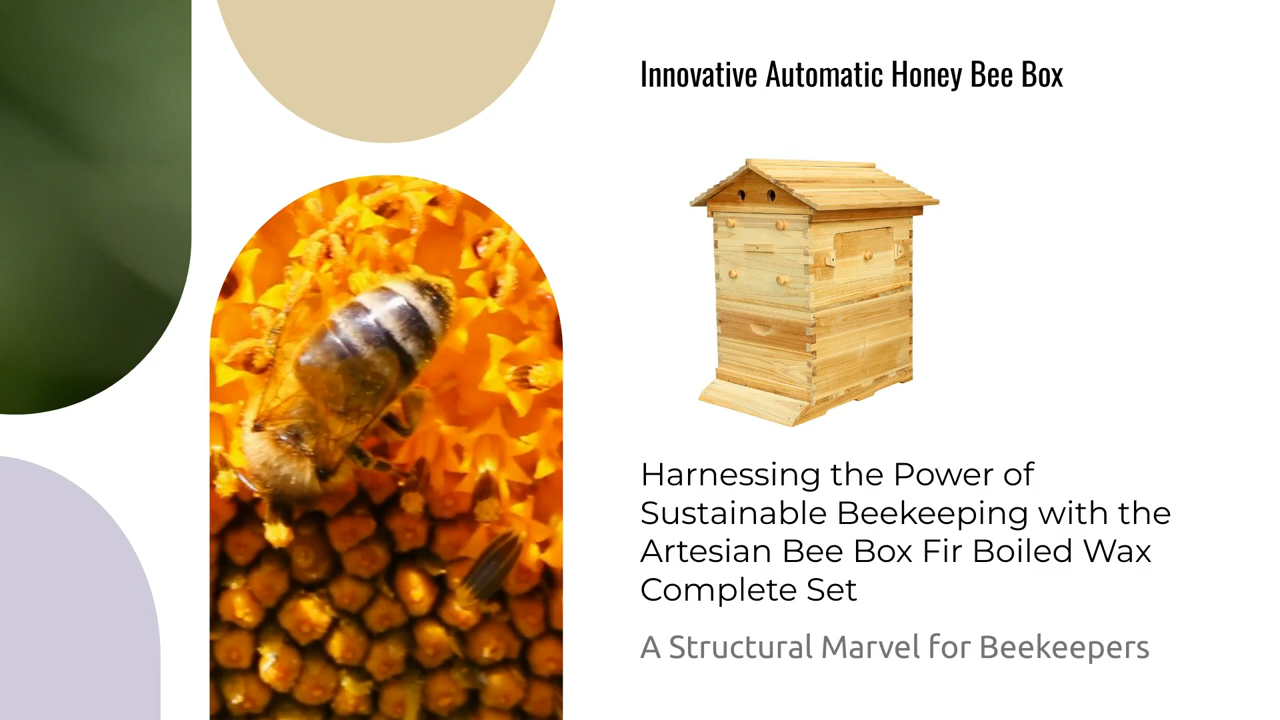 Innovative Automatic Honey Bee Box
Harnessing the Power of
Sustainable Beekeeping with the
Artesian Bee Box Fir Boiled Wax
Complete Set
A Structural Marvel for Beekeepers